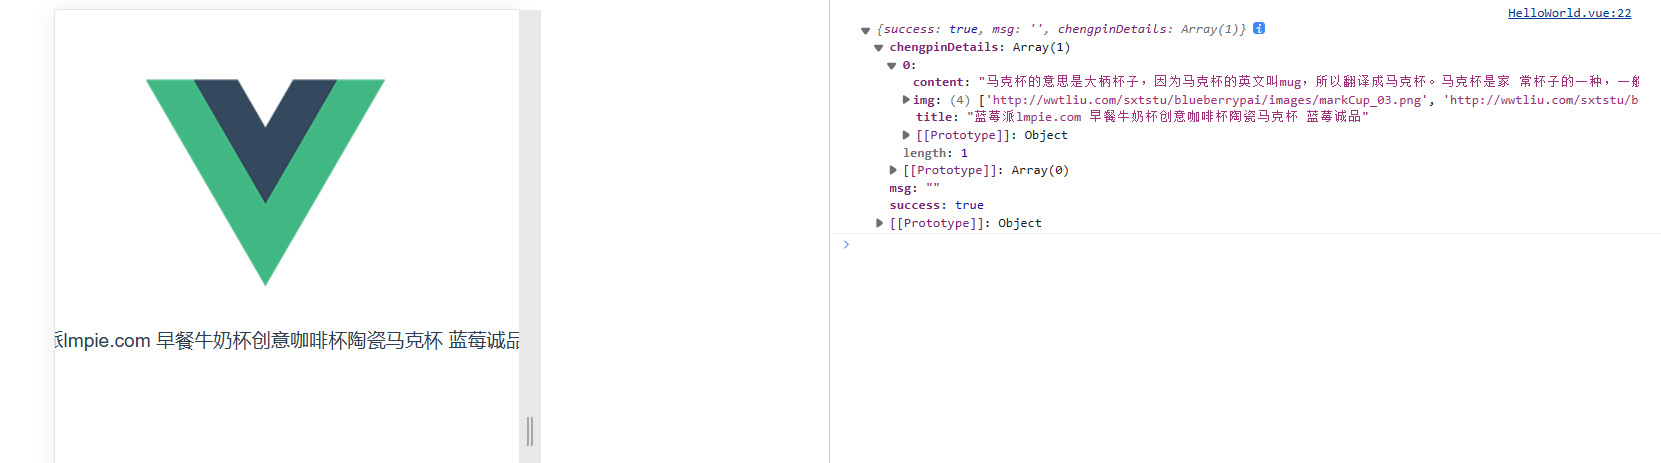 派lmpie.com 早餐牛奶杯创意咖啡杯陶瓷马克杯 蓝莓诚品
HelloWorld.vue:22
{success: true, msg: '', chengpinDetails: Array(1)}
chengpinDetails: Array(1)
0:
content: "马克杯的意思是大柄杯子，因为马克杯的英文叫mug，所以翻译成马克杯。马克杯是家 常杯子的一种，一般
img: (4) ['http://wwtliu.com/sxtstu/blueberrypai/images/markCup_03.png', 'http://wwtliu.com/sxtstu/b
title: "蓝莓派lmpie.com 早餐牛奶杯创意咖啡杯陶瓷马克杯 蓝莓诚品"
[[Prototype]]: Object
length: 1
[[Prototype]]: Array(0)
msg: ""
success: true
[[Prototype]]: Object